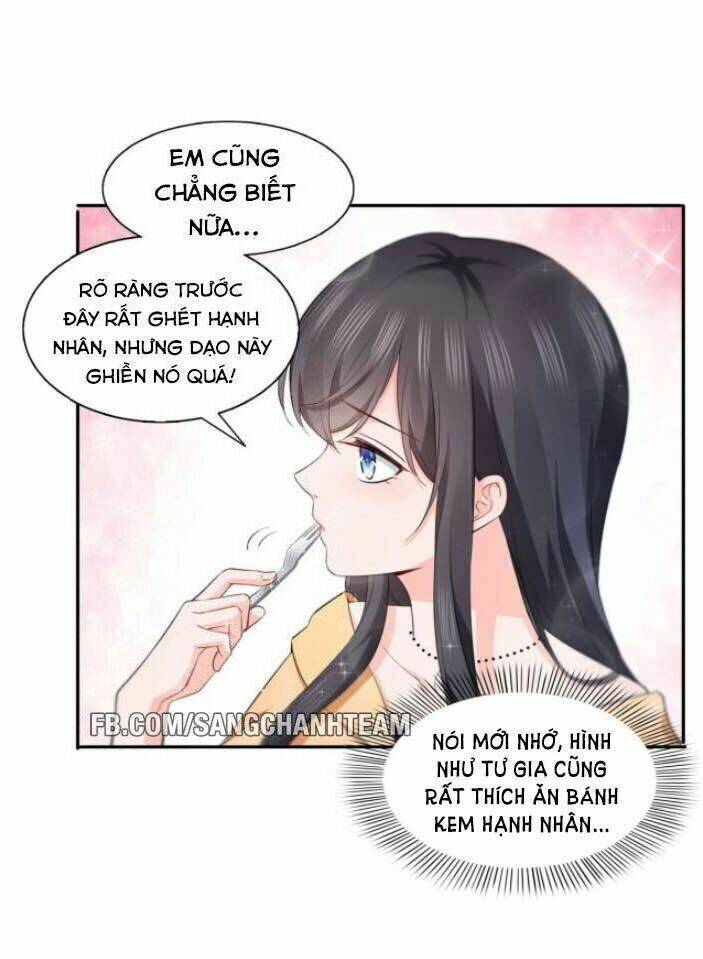 EM CŨNG
CHẲNG BIẾT
NỮA...
RÕ RÀNG TRƯỚC
ĐÂY RẤT GHÉT HẠNH
NHÂN, NHƯNG DẠO NÀY
GHIỀN NÓ QUÁ!
FB.COM/SANGCHANHTEAM
NÓI MỚI NHỚ, HÌNH
NHƯ TƯ GIA CŨNG
RẤT THÍCH ĂN BÁNH
KEM HẠNH NHÂN...